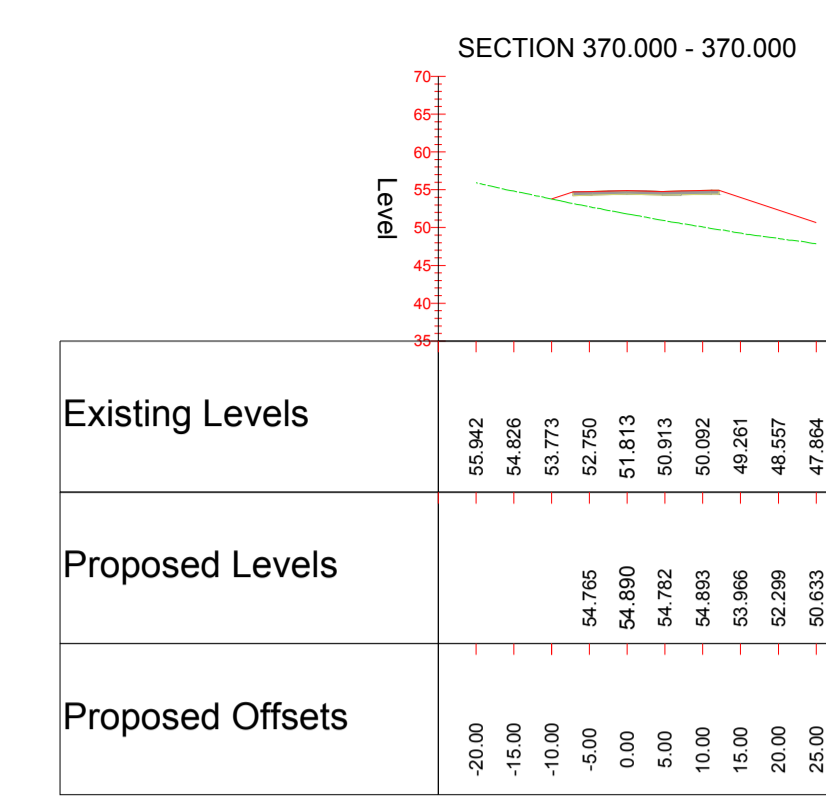 SECTION 370.000 - 370.000
70
65
60
55
50
45
40
35
Level
Existing Levels
55.942 54.826 53.773 52.750 51.813 50.913 50.092 49.261 48.557 47.864
Proposed Levels
54.765 54.890 54.782 54.893 53.966 52.299 50.633
Proposed Offsets
-20.00 -15.00 -10.00 -5.00 0.00 5.00 10.00 15.00 20.00 25.00